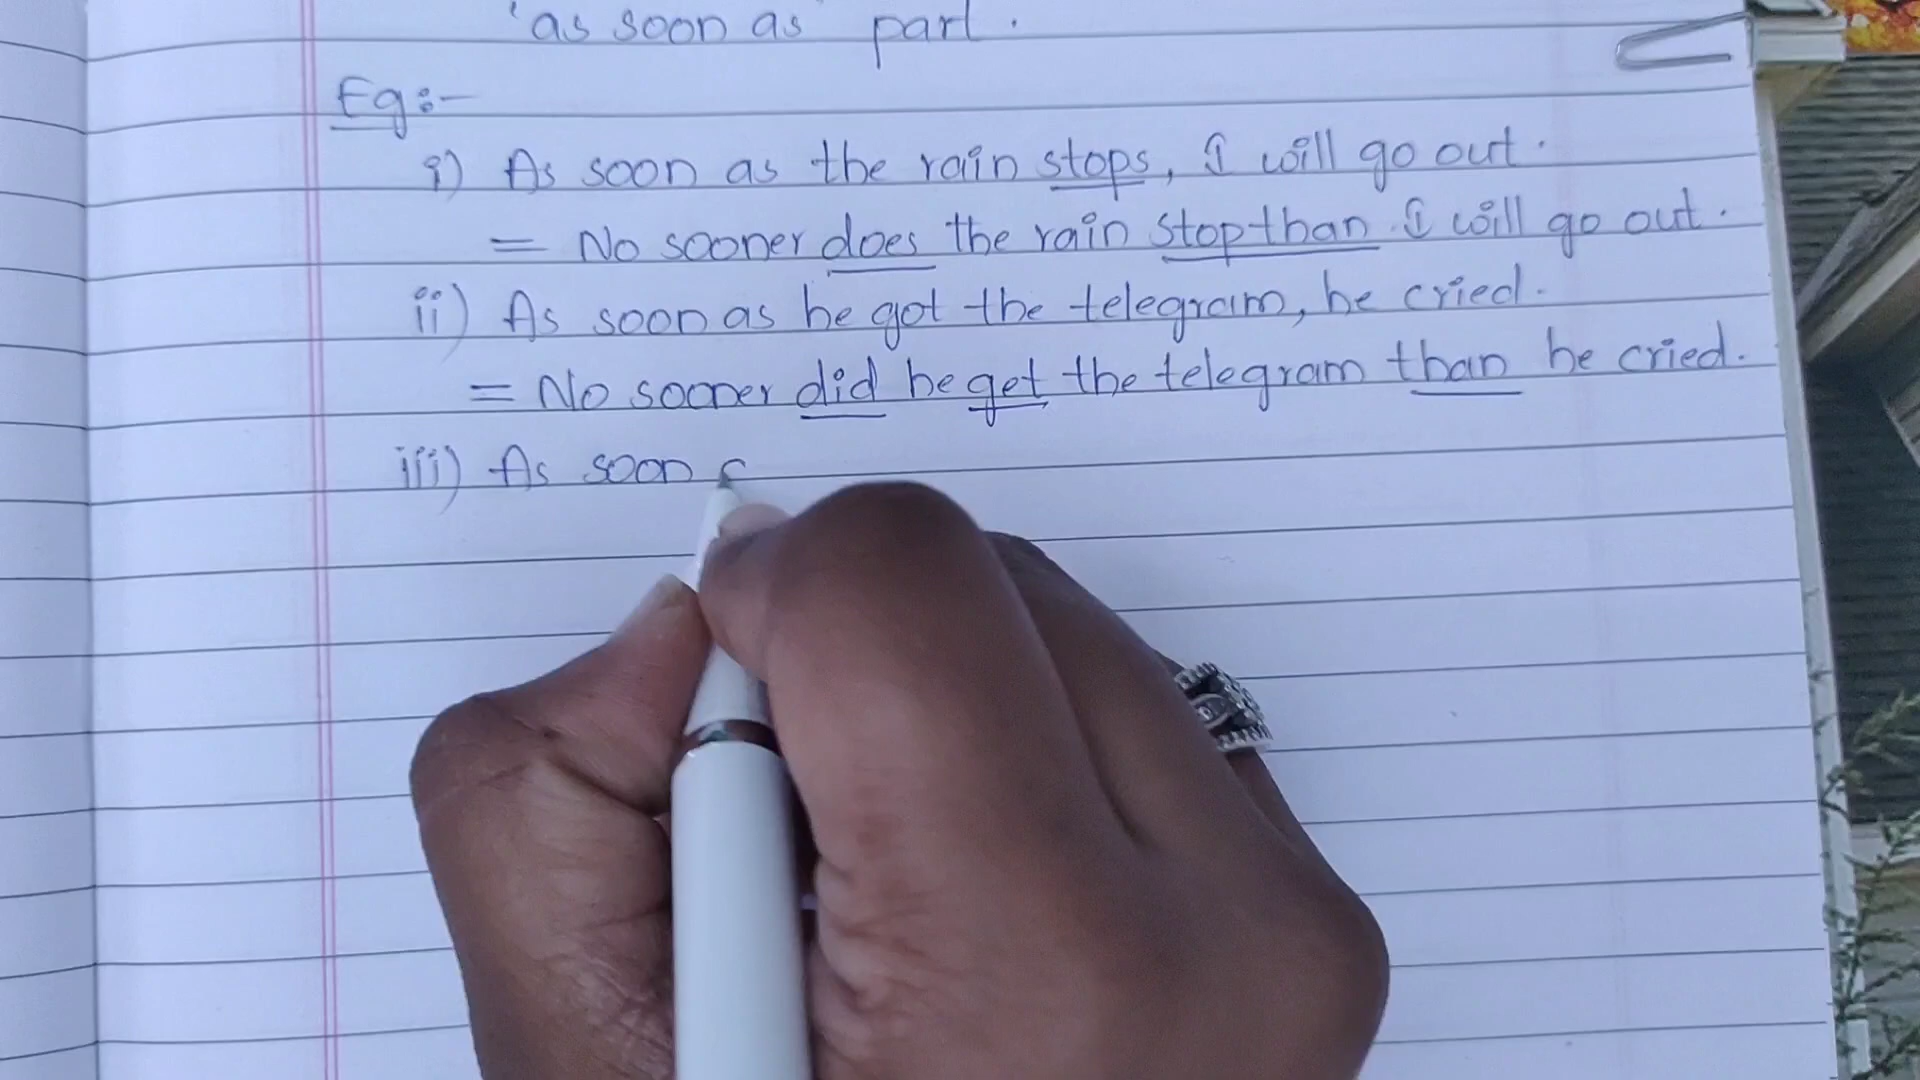 'as soon as' part.
Eg:-
i) As soon as the rain stops, I will go out.
= No sooner does the rain stop than I will go out.
ii) As soon as he got the telegram, he cried.
= No sooner did he get the telegram than he cried.
iii) As soon